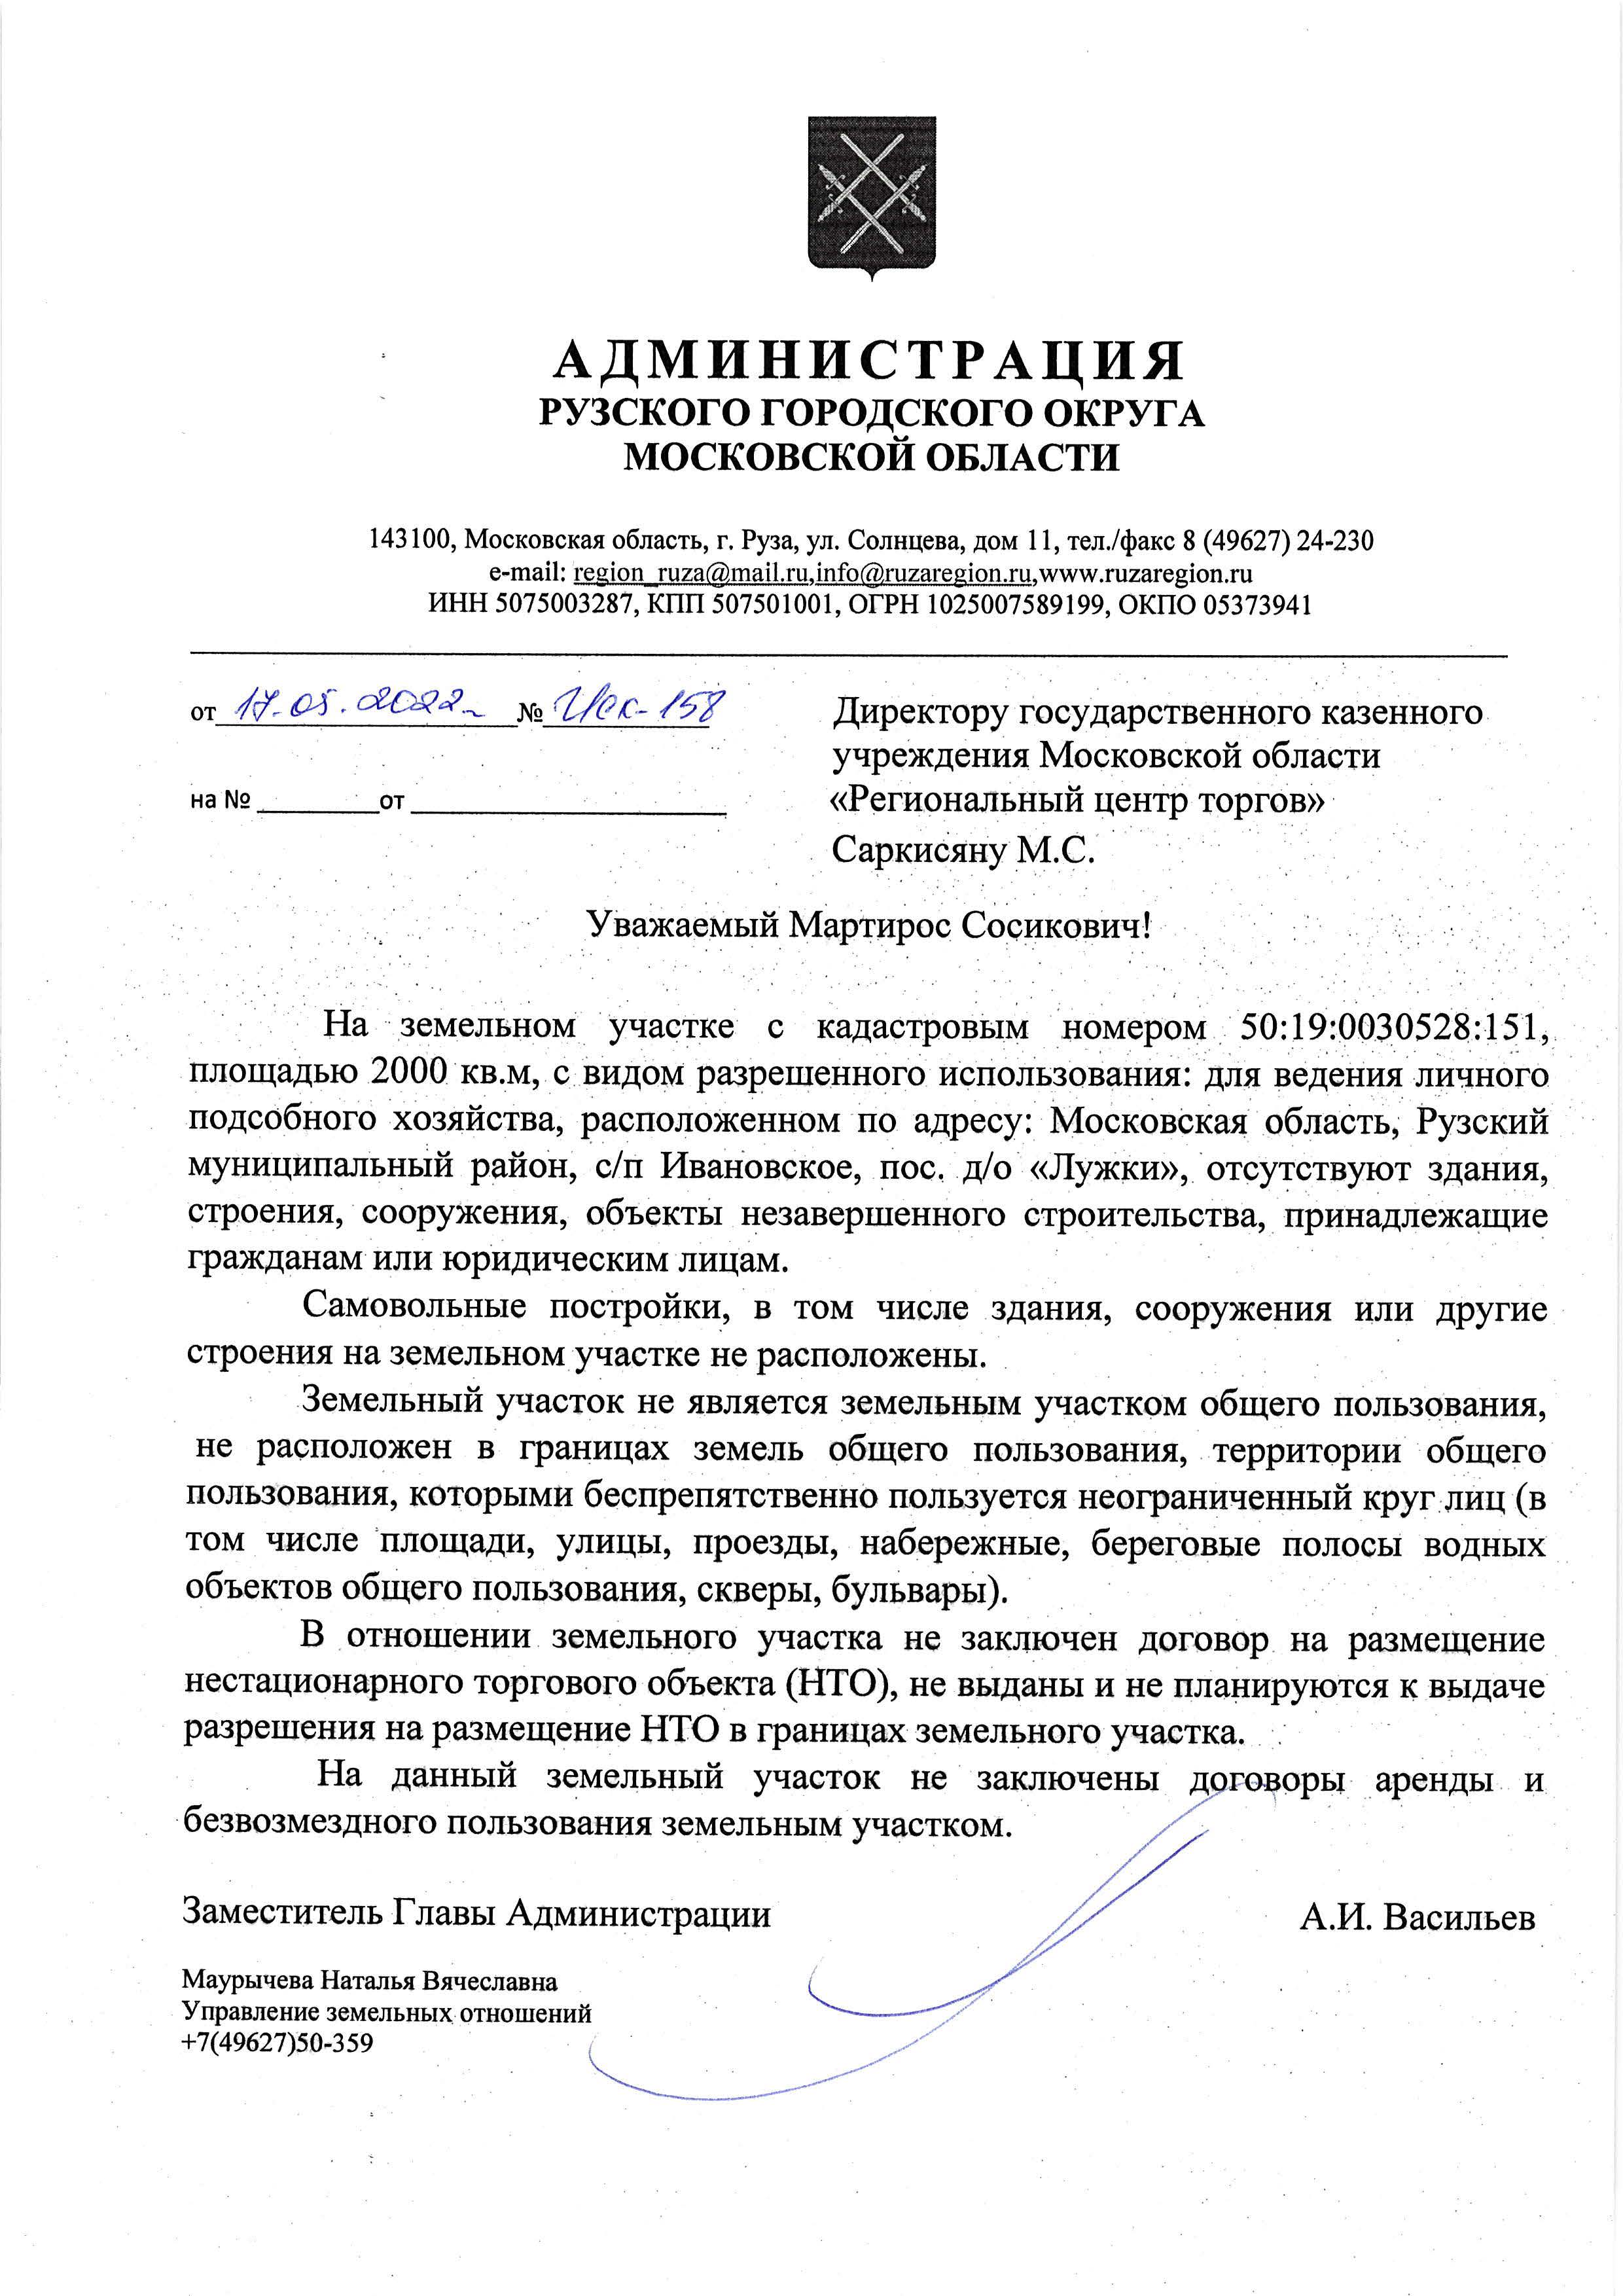 АДМИНИСТРАЦИЯ
РУЗСКОГО ГОРОДСКОГО ОКРУГА
МОСКОВСКОЙ ОБЛАСТИ
143100, Московская область, г. Руза, ул. Солнцева, дом 11, тел./факс 8 (49627) 24-230
e-mail: region_ruza@mail.ru,info@ruzaregion.ru,www.ruzaregion.ru
ИНН 5075003287, КПП 507501001, ОГРН 1025007589199, ОКПО 05373941
от 17.05.2022 № Исх-158
на № от
Директору государственного казенного
учреждения Московской области
«Региональный центр торгов»
Саркисяну М.С.
Уважаемый Мартирос Сосикович!
На земельном участке с кадастровым номером 50:19:0030528:151,
площадью 2000 кв.м, с видом разрешенного использования: для ведения личного
подсобного хозяйства, расположенном по адресу: Московская область, Рузский
муниципальный район, с/п Ивановское, пос. д/о «Лужки», отсутствуют здания,
строения, сооружения, объекты незавершенного строительства, принадлежащие
гражданам или юридическим лицам.
Самовольные постройки, в том числе здания, сооружения или другие
строения на земельном участке не расположены.
Земельный участок не является земельным участком общего пользования,
не расположен в границах земель общего пользования, территории общего
пользования, которыми беспрепятственно пользуется неограниченный круг лиц (в
том числе площади, улицы, проезды, набережные, береговые полосы водных
объектов общего пользования, скверы, бульвары).
В отношении земельного участка не заключен договор на размещение
нестационарного торгового объекта (НТО), не выданы и не планируются к выдаче
разрешения на размещение НТО в границах земельного участка.
На данный земельный участок не заключены договоры аренды и
безвозмездного пользования земельным участком.
Заместитель Главы Администрации А.И. Васильев
Маурычева Наталья Вячеславна
Управление земельных отношений
+7(49627)50-359